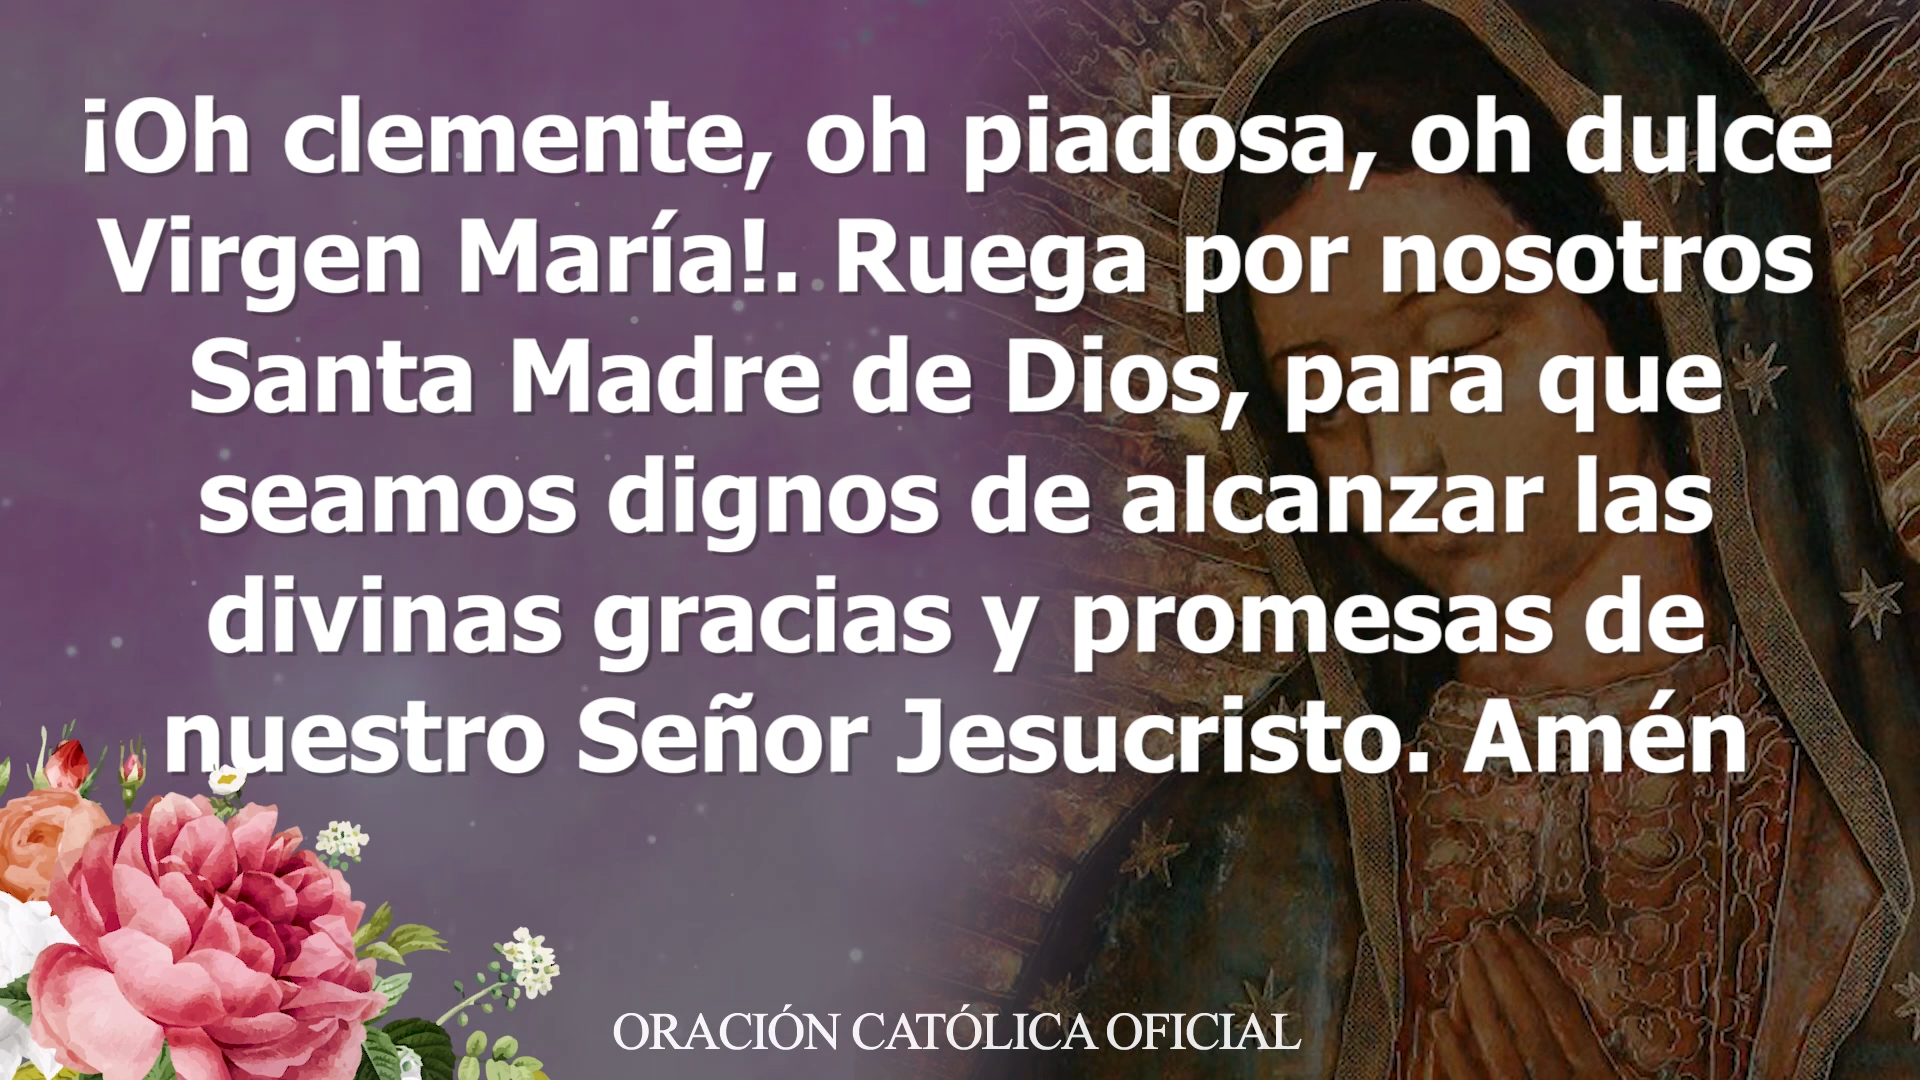 ¡Oh clemente, oh piadosa, oh dulce
Virgen María!. Ruega por nosotros
Santa Madre de Dios, para que
seamos dignos de alcanzar las
divinas gracias y promesas de
nuestro Señor Jesucristo. Amén
ORACIÓN CATÓLICA OFICIAL